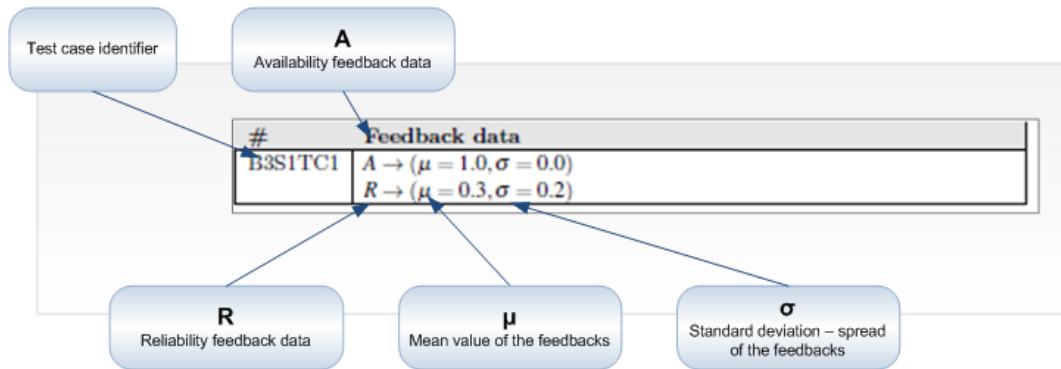 Test case identifier
A
Availability feedback data
# Feedback data
B3S1TC1 A → (μ = 1.0, σ = 0.0)
R → (μ = 0.3, σ = 0.2)
R
Reliability feedback data
μ
Mean value of the feedbacks
σ
Standard deviation – spread
of the feedbacks